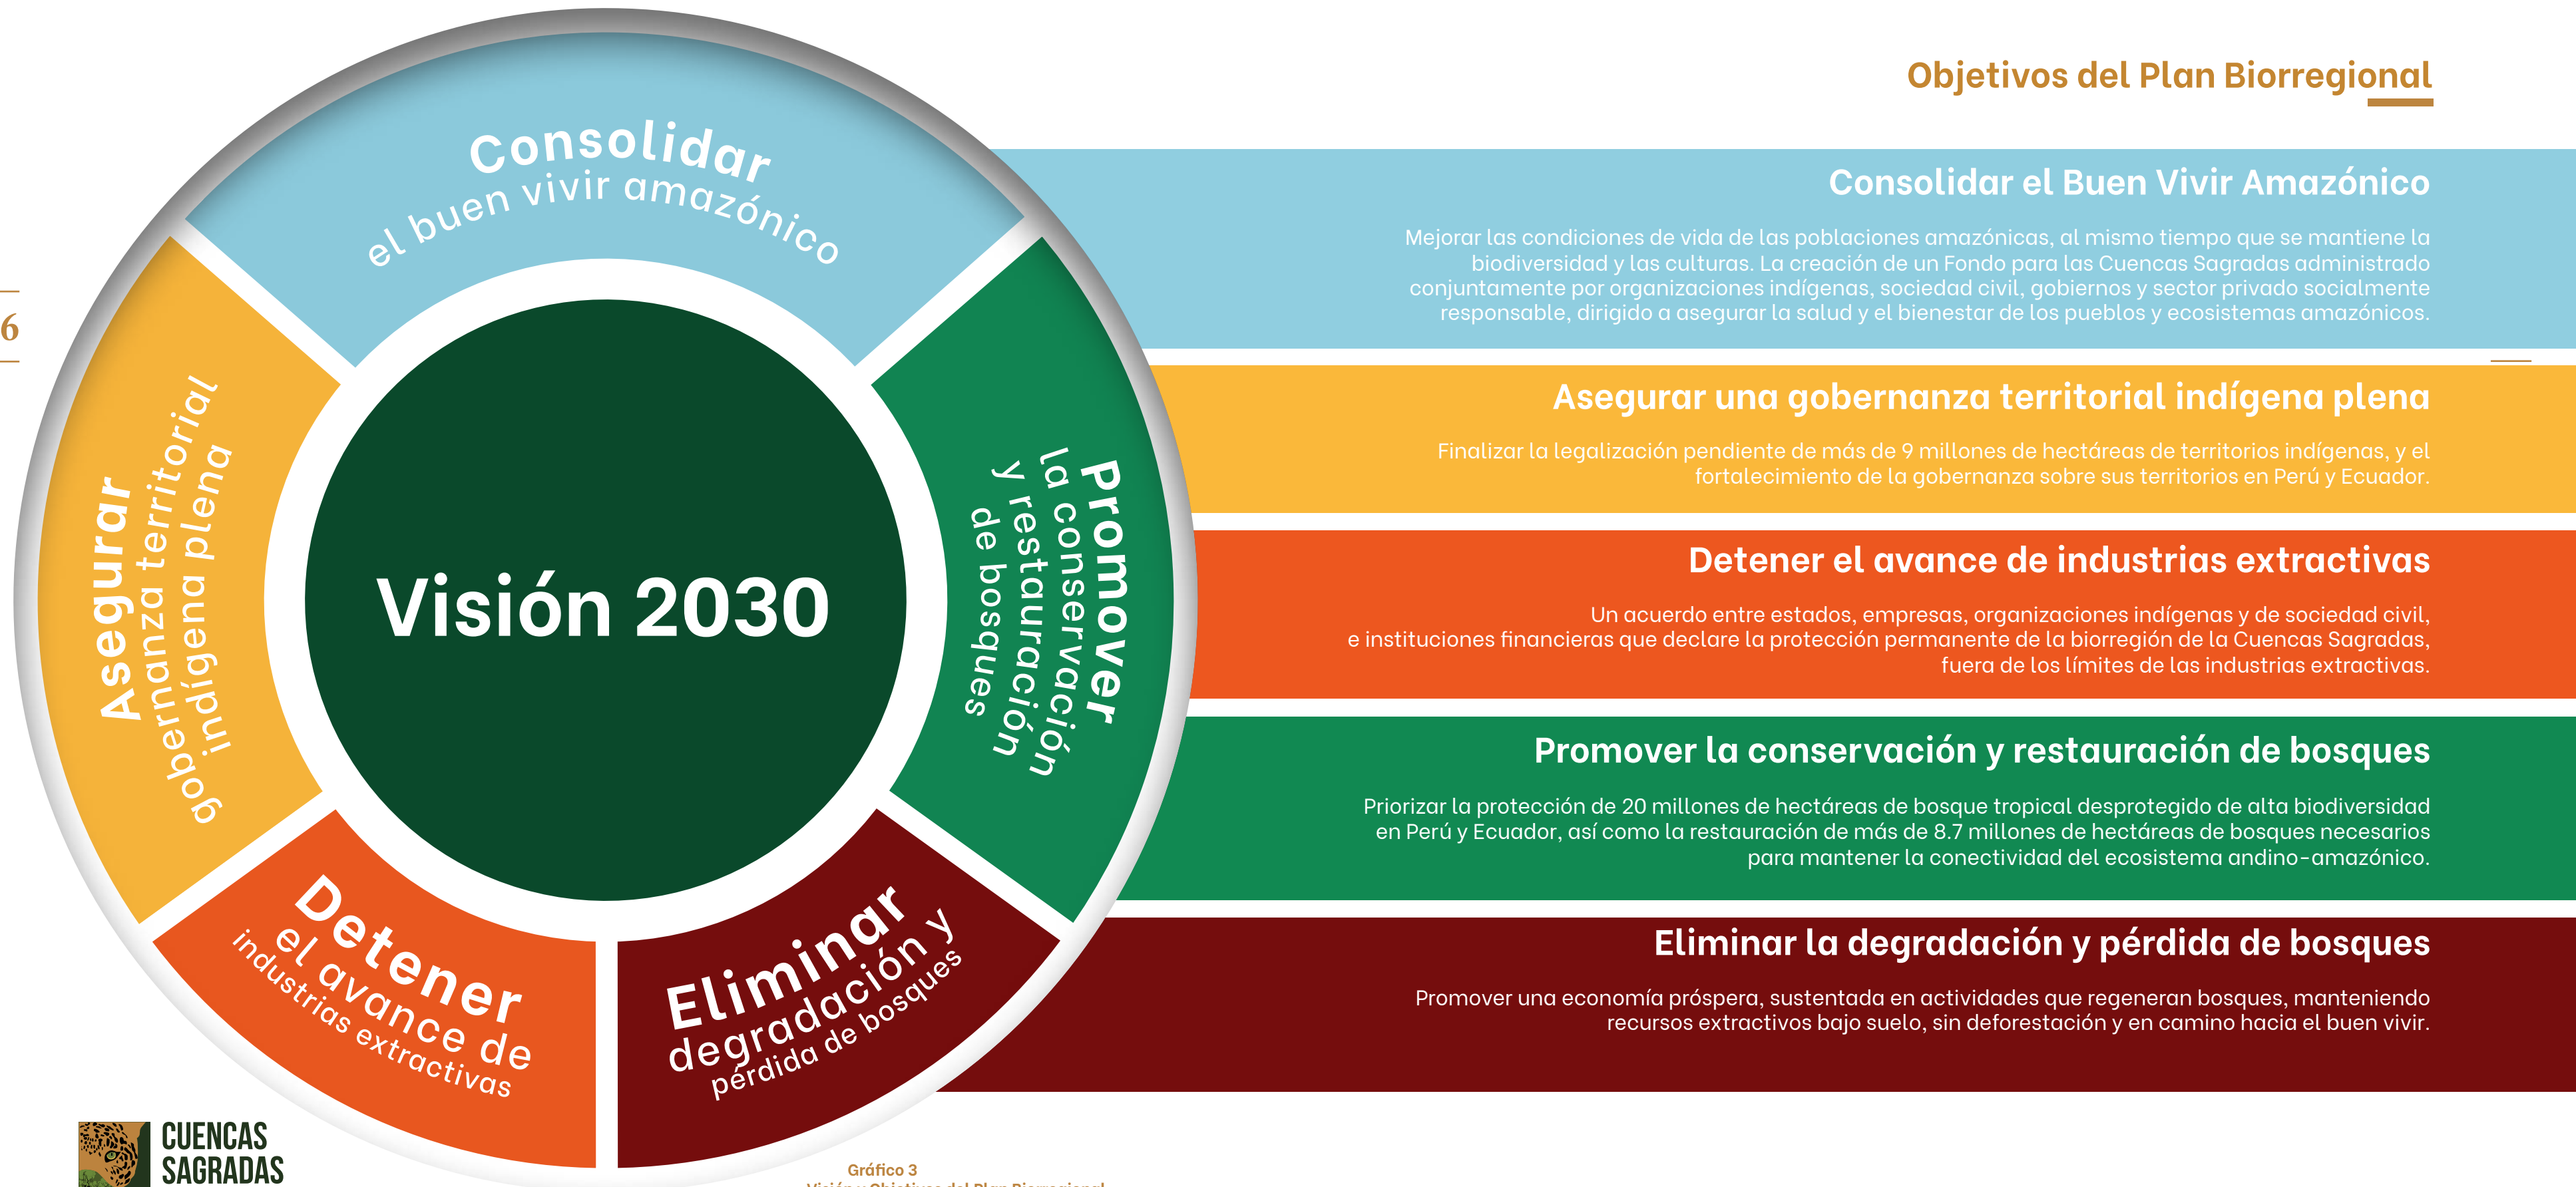 Objetivos del Plan Biorregional
Consolidar
el buen vivir amazónico
Asegurar
gobernanza territorial
indígena plena
Visión 2030
Promover
la conservación
y restauración
de bosques
Detener
el avance de
industrias extractivas
Eliminar
degradación y
pérdida de bosques
6
Consolidar el Buen Vivir Amazónico
Mejorar las condiciones de vida de las poblaciones amazónicas, al mismo tiempo que se mantiene la
biodiversidad y las culturas. La creación de un Fondo para las Cuencas Sagradas administrado
conjuntamente por organizaciones indígenas, sociedad civil, gobiernos y sector privado socialmente
responsable, dirigido a asegurar la salud y el bienestar de los pueblos y ecosistemas amazónicos.
Asegurar una gobernanza territorial indígena plena
Finalizar la legalización pendiente de más de 9 millones de hectáreas de territorios indígenas, y el
fortalecimiento de la gobernanza sobre sus territorios en Perú y Ecuador.
Detener el avance de industrias extractivas
Un acuerdo entre estados, empresas, organizaciones indígenas y de sociedad civil,
e instituciones financieras que declare la protección permanente de la biorregión de la Cuencas Sagradas,
fuera de los límites de las industrias extractivas.
Promover la conservación y restauración de bosques
Priorizar la protección de 20 millones de hectáreas de bosque tropical desprotegido de alta biodiversidad
en Perú y Ecuador, así como la restauración de más de 8.7 millones de hectáreas de bosques necesarios
para mantener la conectividad del ecosistema andino-amazónico.
Eliminar la degradación y pérdida de bosques
Promover una economía próspera, sustentada en actividades que regeneran bosques, manteniendo
recursos extractivos bajo suelo, sin deforestación y en camino hacia el buen vivir.
CUENCAS
SAGRADAS
Gráfico 3
Visión y Objetivos del Plan Biorregional